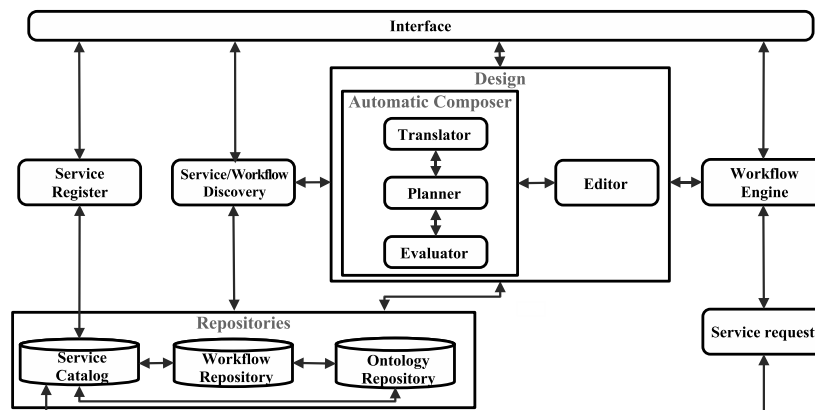 Interface
Design
Automatic Composer
Translator
Service
Register
Service/Workflow
Discovery
Planner
Editor
Workflow
Engine
Evaluator
Repositories
Service
Catalog
Workflow
Repository
Ontology
Repository
Service request